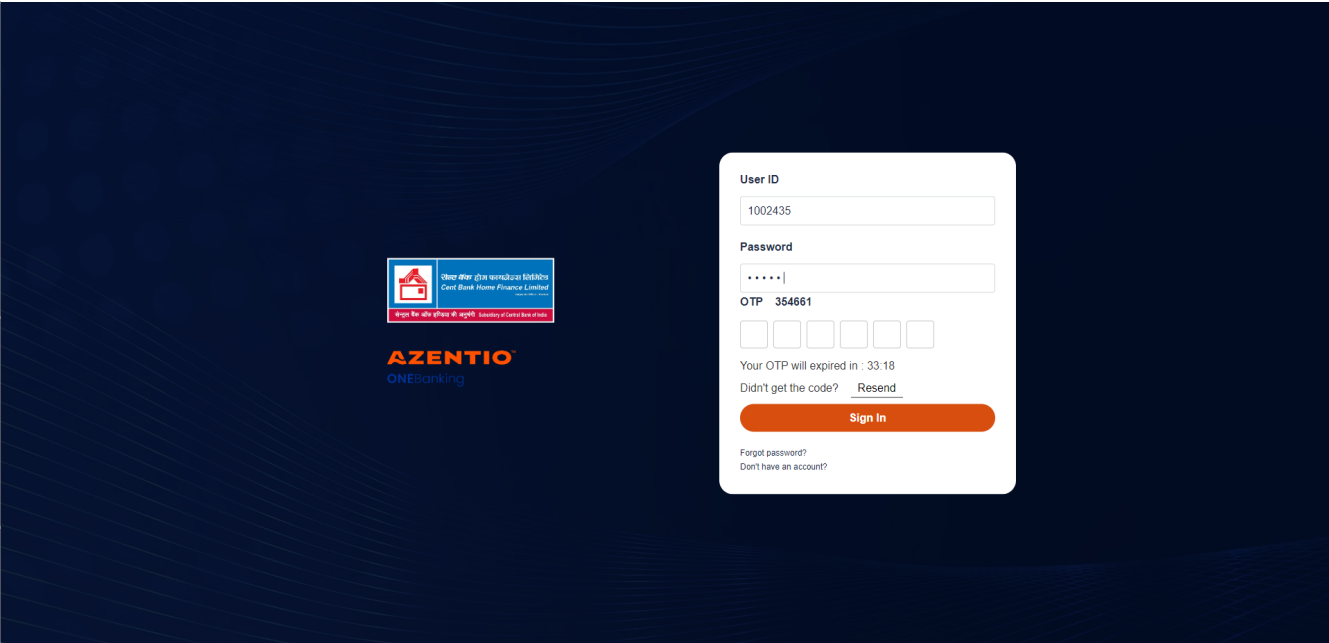 सेन्ट बैंक होम फायनेन्स लिमिटेड
Cent Bank Home Finance Limited
सेन्ट्रल बैंक ऑफ इण्डिया की अनुषंगी Subsidiary of Central Bank of India
AZENTIO
ONEBanking
User ID
1002435
Password
•••••
OTP 354661
Your OTP will expired in : 33:18
Didn't get the code? Resend
Sign In
Forgot password?
Don't have an account?